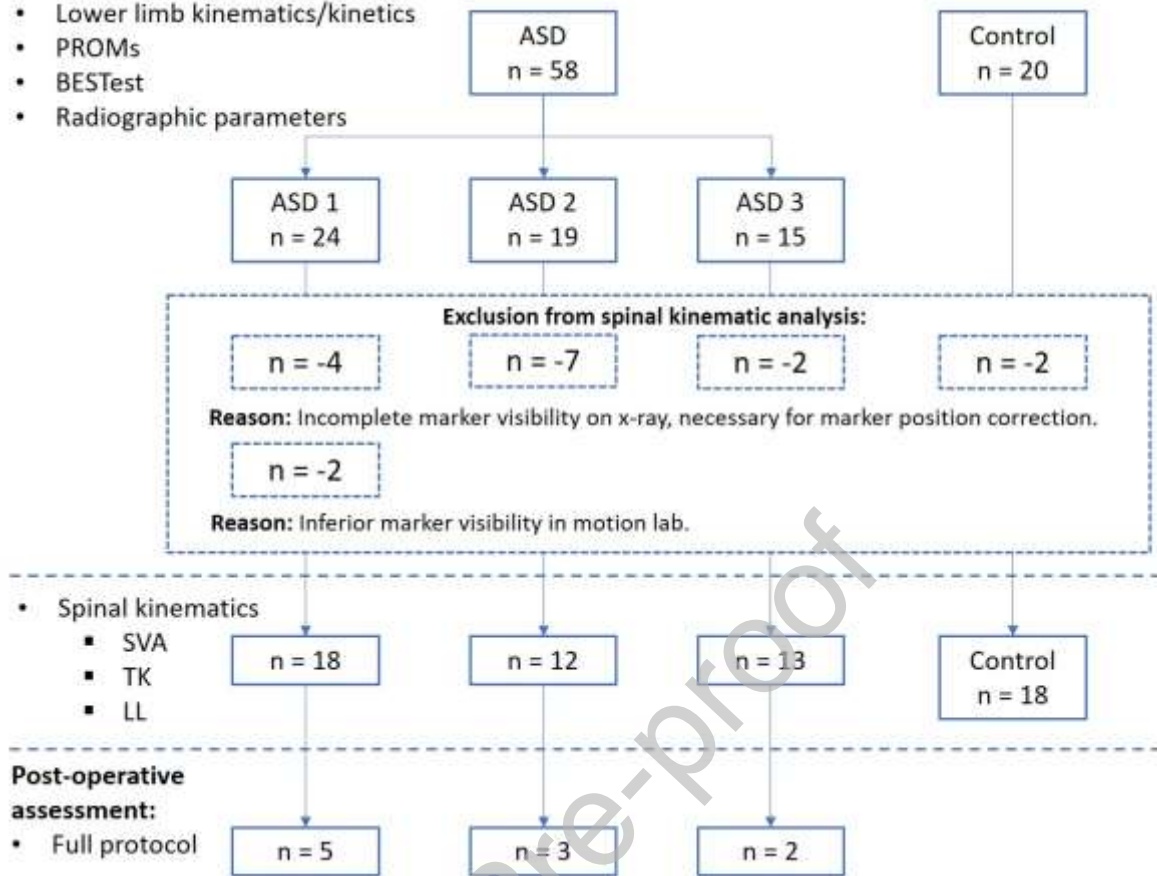 • Lower limb kinematics/kinetics
• PROMs
• BESTest
• Radiographic parameters
ASD
n = 58
Control
n = 20
ASD 1
n = 24
ASD 2
n = 19
ASD 3
n = 15
Exclusion from spinal kinematic analysis:
n = -4
n = -7
n = -2
n = -2
Reason: Incomplete marker visibility on x-ray, necessary for marker position correction.
n = -2
Reason: Inferior marker visibility in motion lab.
• Spinal kinematics
▪ SVA
▪ TK
▪ LL
n = 18
n = 12
n = 13
Control
n = 18
Post-operative
assessment:
• Full protocol
n = 5
n = 3
n = 2
Pre-proof